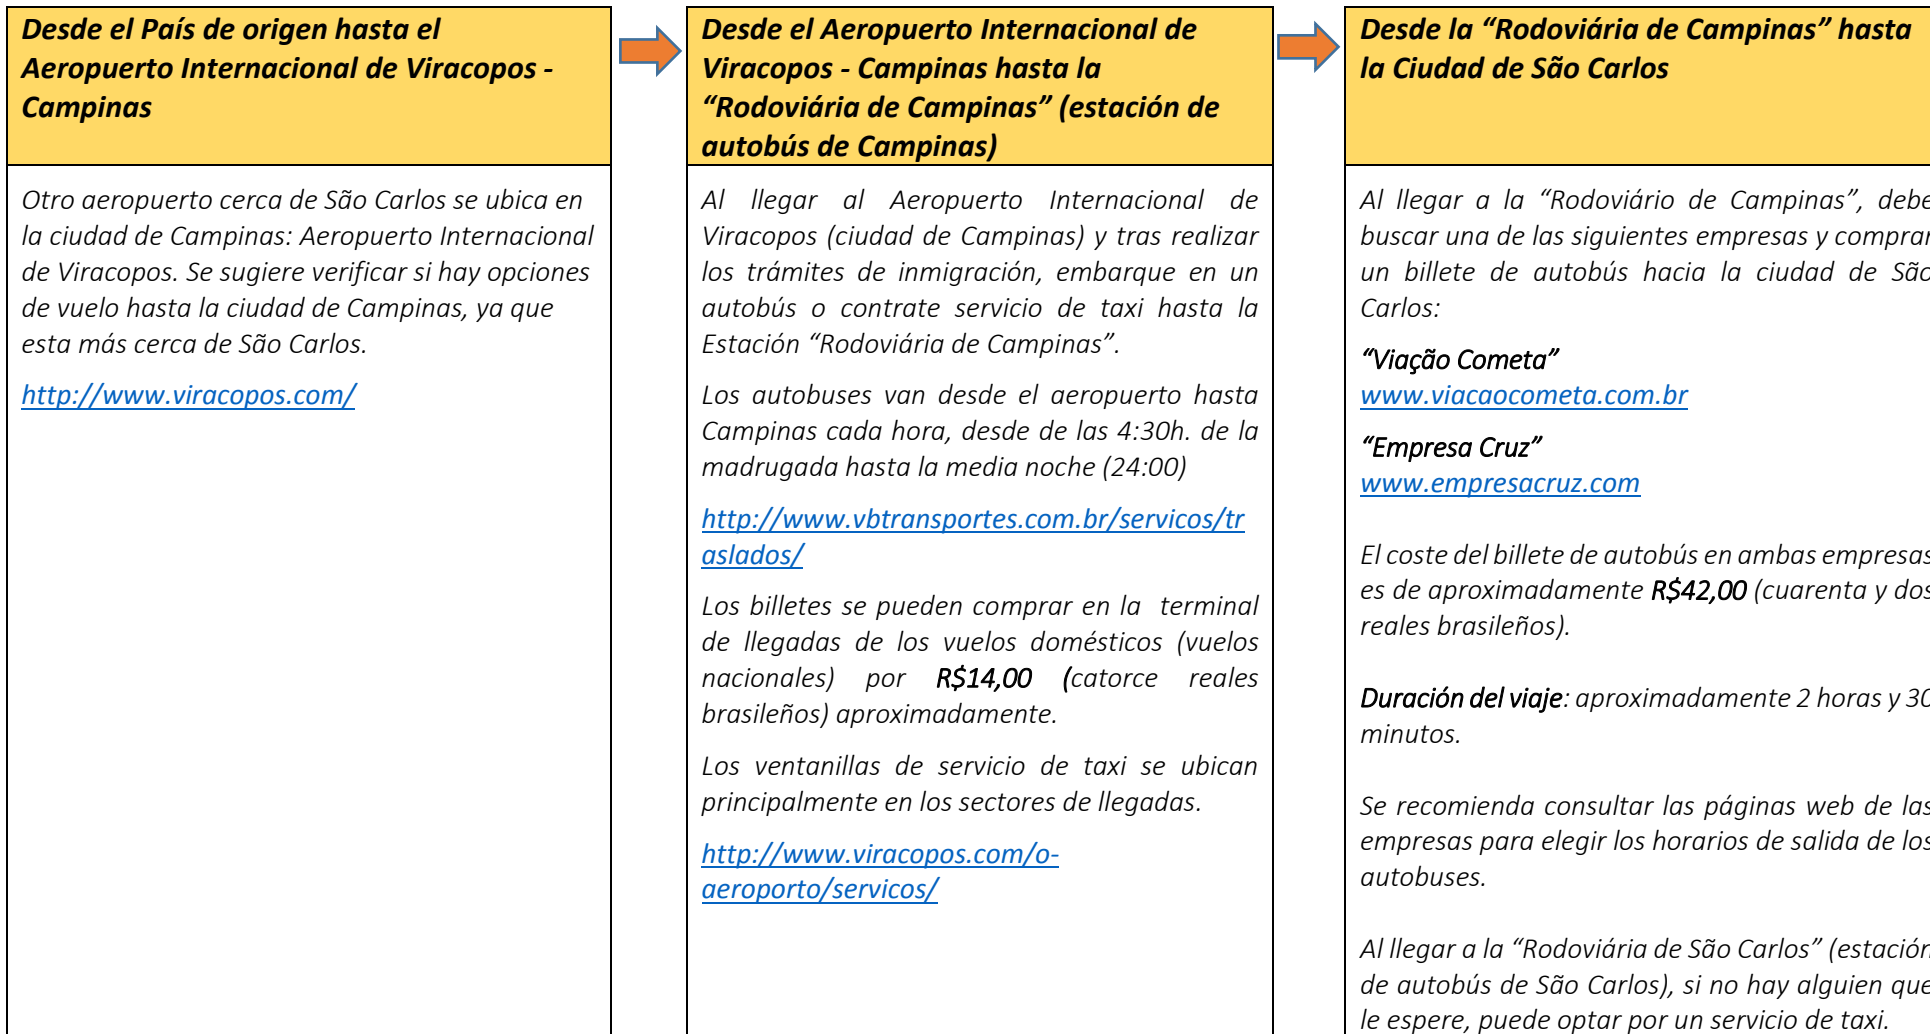 Desde el País de origen hasta el
Aeropuerto Internacional de Viracopos -
Campinas
Otro aeropuerto cerca de São Carlos se ubica en
la ciudad de Campinas: Aeropuerto Internacional
de Viracopos. Se sugiere verificar si hay opciones
de vuelo hasta la ciudad de Campinas, ya que
esta más cerca de São Carlos.
http://www.viracopos.com/
Desde el Aeropuerto Internacional de
Viracopos - Campinas hasta la
“Rodoviária de Campinas” (estación de
autobús de Campinas)
Al llegar al Aeropuerto Internacional de
Viracopos (ciudad de Campinas) y tras realizar
los trámites de inmigración, embarque en un
autobús o contrate servicio de taxi hasta la
Estación “Rodoviária de Campinas”.
Los autobuses van desde el aeropuerto hasta
Campinas cada hora, desde de las 4:30h. de la
madrugada hasta la media noche (24:00)
http://www.vbtransportes.com.br/servicos/tr
aslados/
Los billetes se pueden comprar en la terminal
de llegadas de los vuelos domésticos (vuelos
nacionales) por R$14,00 (catorce reales
brasileños) aproximadamente.
Los ventanillas de servicio de taxi se ubican
principalmente en los sectores de llegadas.
http://www.viracopos.com/o-
aeroporto/servicos/
Desde la “Rodoviária de Campinas” hasta
la Ciudad de São Carlos
Al llegar a la “Rodoviário de Campinas”, debe
buscar una de las siguientes empresas y comprar
un billete de autobús hacia la ciudad de São
Carlos:
“Viação Cometa”
www.viacaocometa.com.br
“Empresa Cruz”
www.empresacruz.com
El coste del billete de autobús en ambas empresas
es de aproximadamente R$42,00 (cuarenta y dos
reales brasileños).
Duración del viaje: aproximadamente 2 horas y 30
minutos.
Se recomienda consultar las páginas web de las
empresas para elegir los horarios de salida de los
autobuses.
Al llegar a la “Rodoviária de São Carlos” (estación
de autobús de São Carlos), si no hay alguien que
le espere, puede optar por un servicio de taxi.